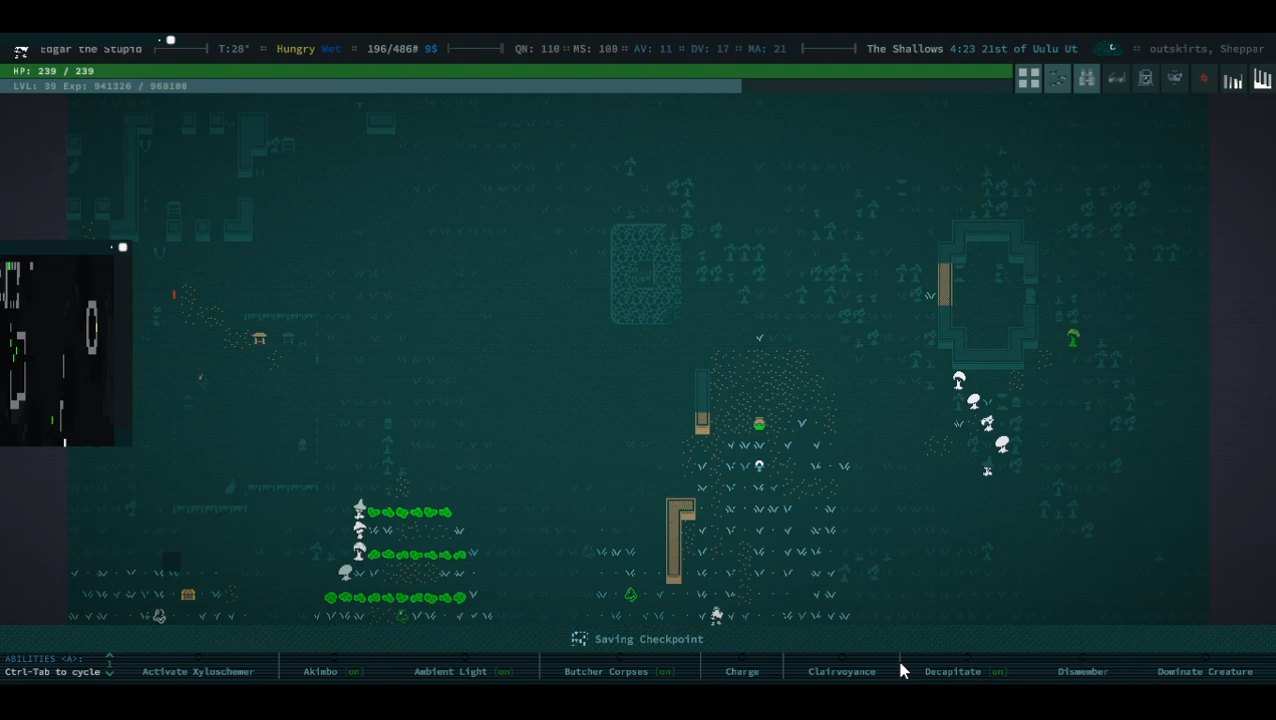 Edgar the Stupid T:28° :: Hungry Wet :: 196/486# 9$ QN: 110 :: MS: 100 :: AV: 11 :: DV: 17 :: MA: 21 The Shallows 4:23 21st of Uulu Ut outskirts, Sheppar
HP: 239 / 239
LVL: 39 Exp: 941326 / 960100
Saving Checkpoint
ABILITIES <A>: 1
Ctrl-Tab to cycle Activate Xyloschemer Akimbo [on] Ambient Light [on] Butcher Corpses [on] Charge Clairvoyance Decapitate [on] Dismember Dominate Creature